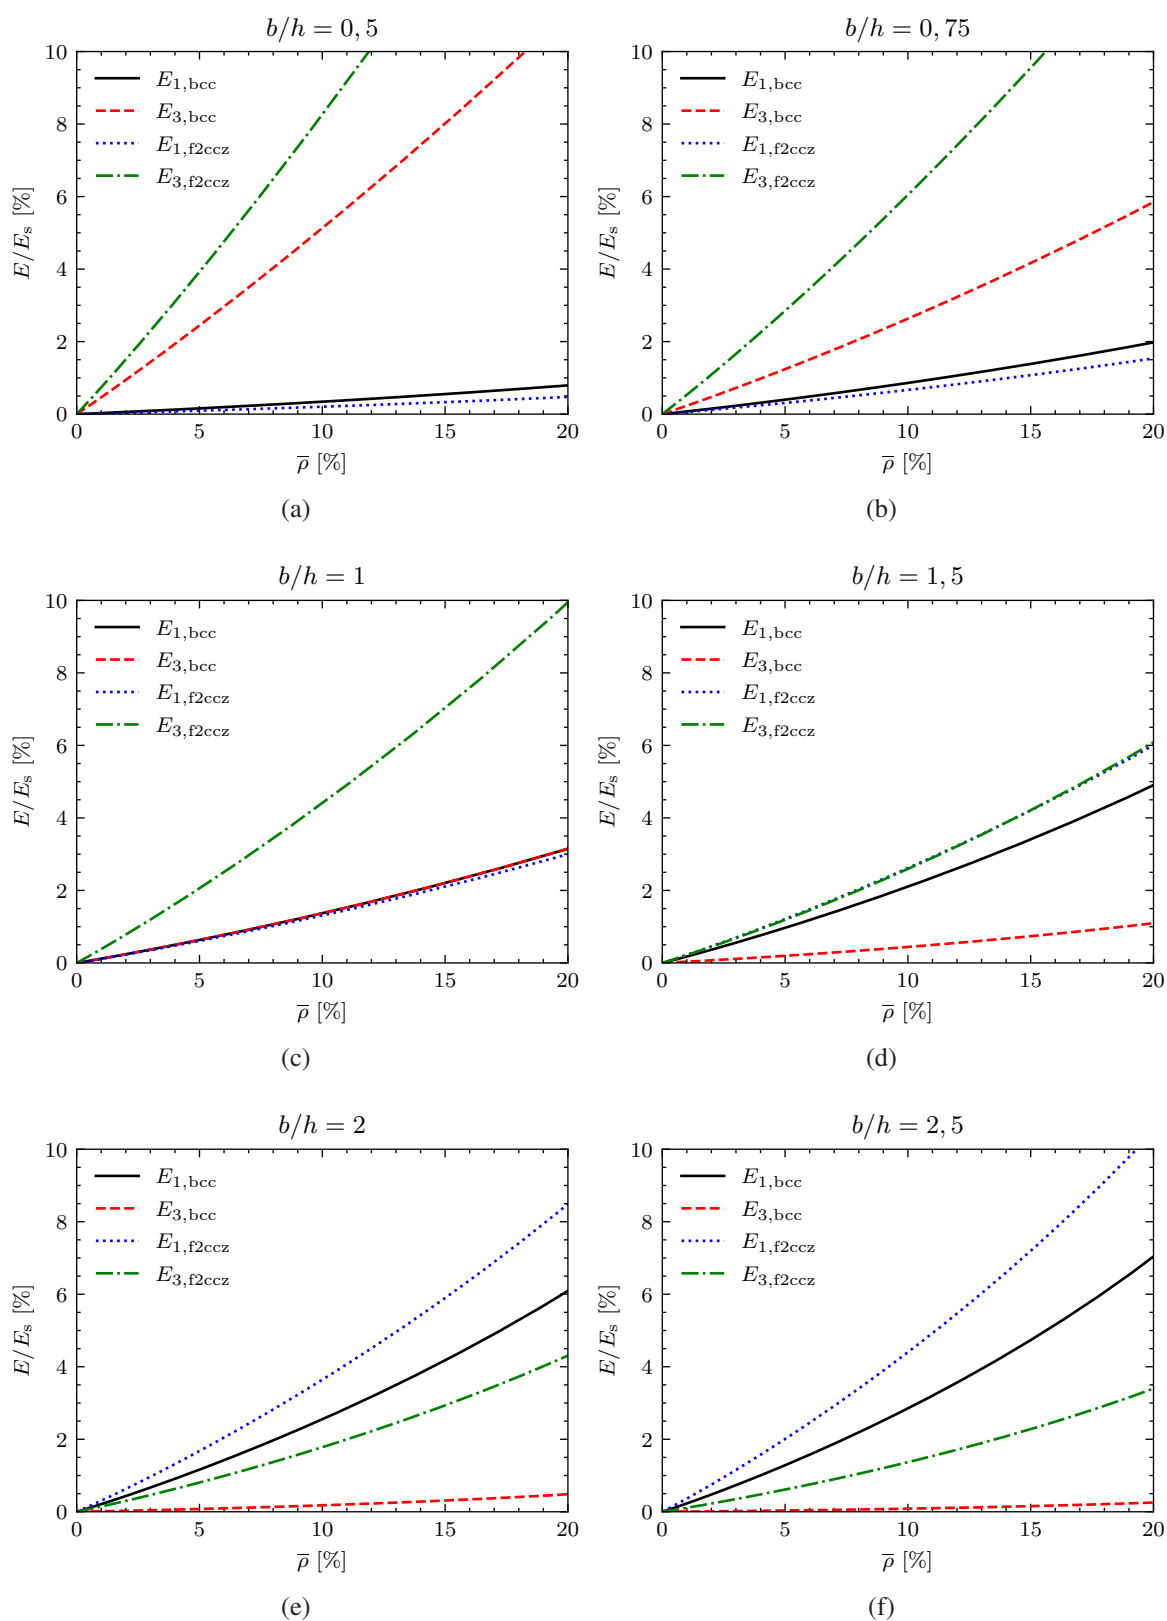 b/h = 0, 5
10
8
6
4
2
0
E/E_s [%]
E_{1,bcc}
E_{3,bcc}
E_{1,f2ccz}
E_{3,f2ccz}
0 5 10 15 20
ρ̅ [%]
(a)
b/h = 0, 75
10
8
6
4
2
0
E/E_s [%]
E_{1,bcc}
E_{3,bcc}
E_{1,f2ccz}
E_{3,f2ccz}
0 5 10 15 20
ρ̅ [%]
(b)
b/h = 1
10
8
6
4
2
0
E/E_s [%]
E_{1,bcc}
E_{3,bcc}
E_{1,f2ccz}
E_{3,f2ccz}
0 5 10 15 20
ρ̅ [%]
(c)
b/h = 1, 5
10
8
6
4
2
0
E/E_s [%]
E_{1,bcc}
E_{3,bcc}
E_{1,f2ccz}
E_{3,f2ccz}
0 5 10 15 20
ρ̅ [%]
(d)
b/h = 2
10
8
6
4
2
0
E/E_s [%]
E_{1,bcc}
E_{3,bcc}
E_{1,f2ccz}
E_{3,f2ccz}
0 5 10 15 20
ρ̅ [%]
(e)
b/h = 2, 5
10
8
6
4
2
0
E/E_s [%]
E_{1,bcc}
E_{3,bcc}
E_{1,f2ccz}
E_{3,f2ccz}
0 5 10 15 20
ρ̅ [%]
(f)